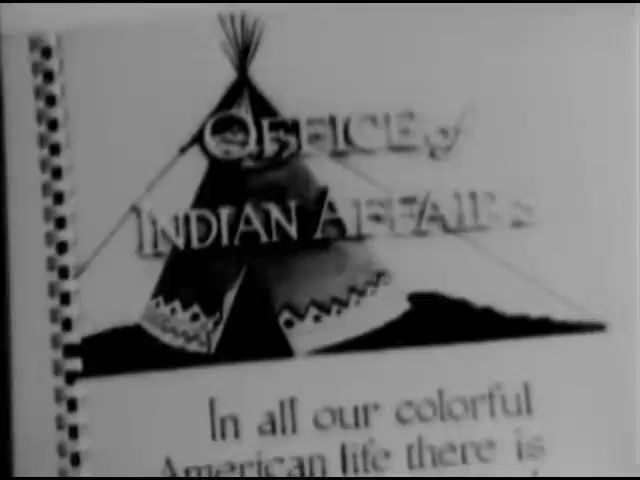 OFFICE of
INDIAN AFFAIRS
In all our colorful
American life there is